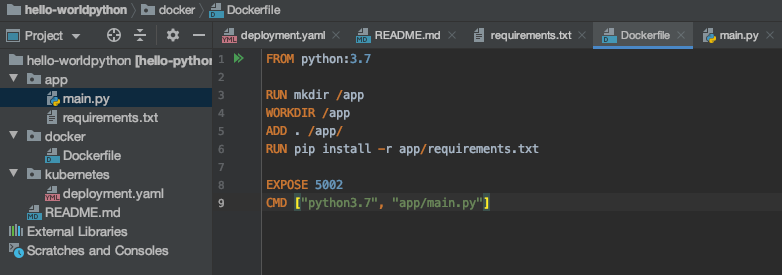 hello-worldpython docker Dockerfile
Project
deployment.yaml README.md requirements.txt Dockerfile main.py
hello-worldpython [hello-python
app
main.py
requirements.txt
docker
Dockerfile
kubernetes
deployment.yaml
README.md
External Libraries
Scratches and Consoles
1 FROM python:3.7
2
3 RUN mkdir /app
4 WORKDIR /app
5 ADD . /app/
6 RUN pip install -r app/requirements.txt
7
8 EXPOSE 5002
9 CMD ["python3.7", "app/main.py"]